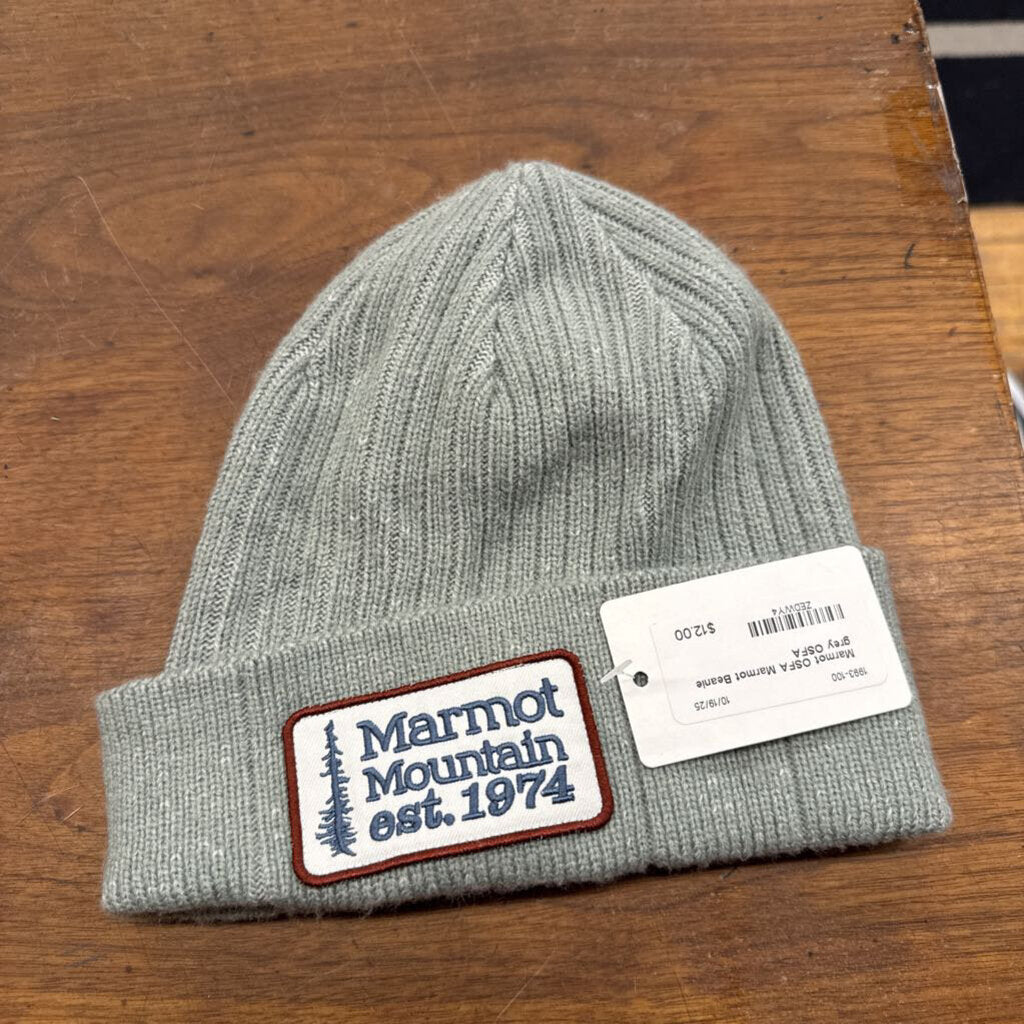 Marmot
Mountain
est. 1974
1993-100
10/19/25
Marmot OSFA Marmot Beanie
grey OSFA
$12.00
ZEDWY4